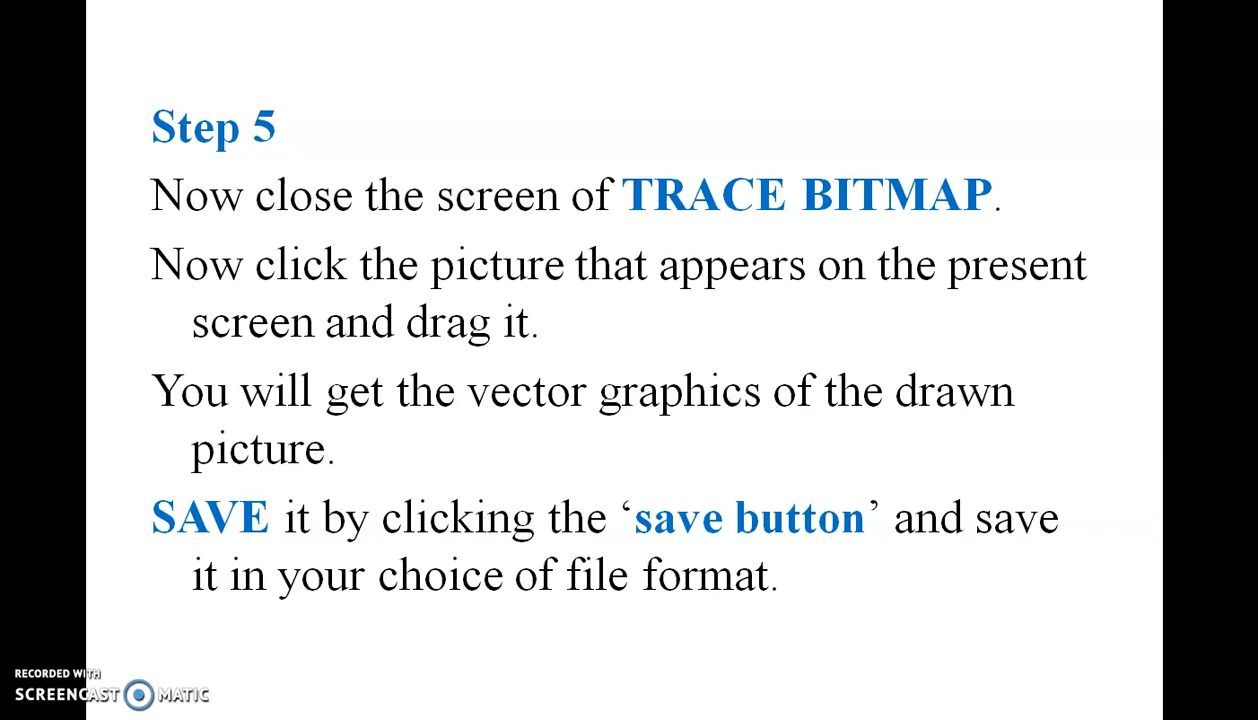 Step 5
Now close the screen of TRACE BITMAP.
Now click the picture that appears on the present
screen and drag it.
You will get the vector graphics of the drawn
picture.
SAVE it by clicking the ‘save button’ and save
it in your choice of file format.
RECORDED WITH
SCREENCAST MATIC